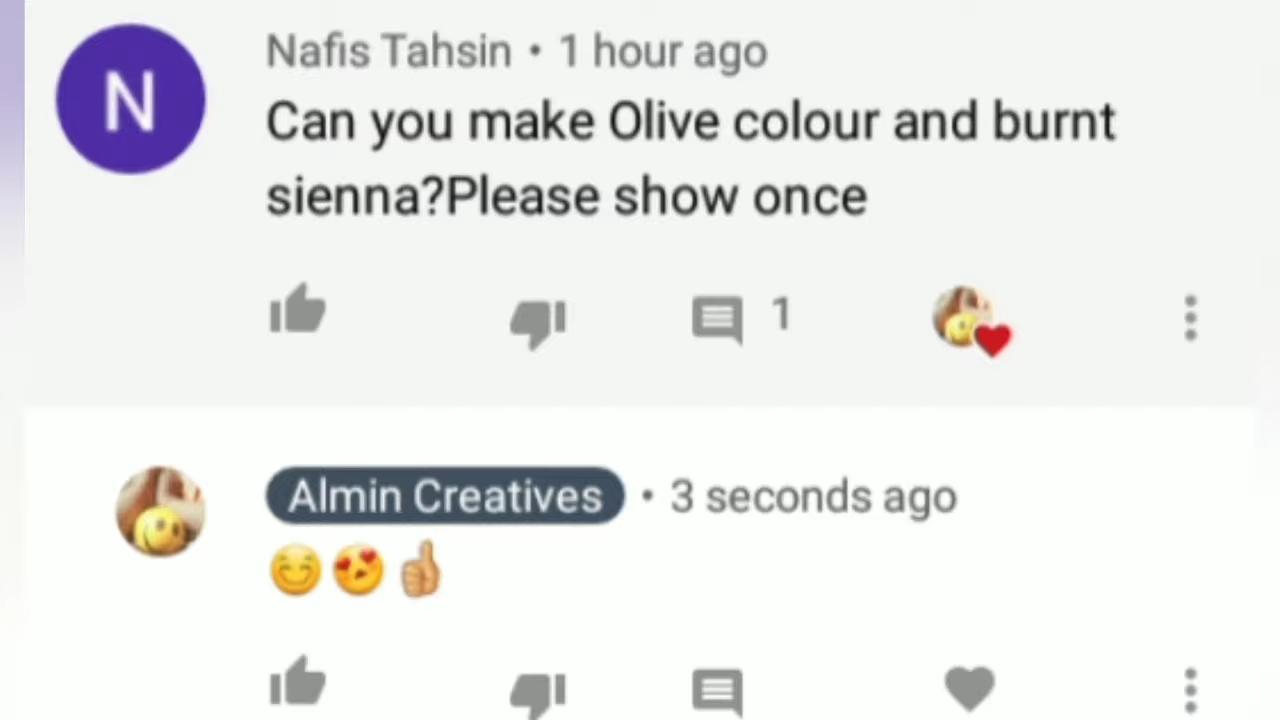 N
Nafis Tahsin • 1 hour ago
Can you make Olive colour and burnt
sienna?Please show once
1
Almin Creatives • 3 seconds ago
😊😍👍